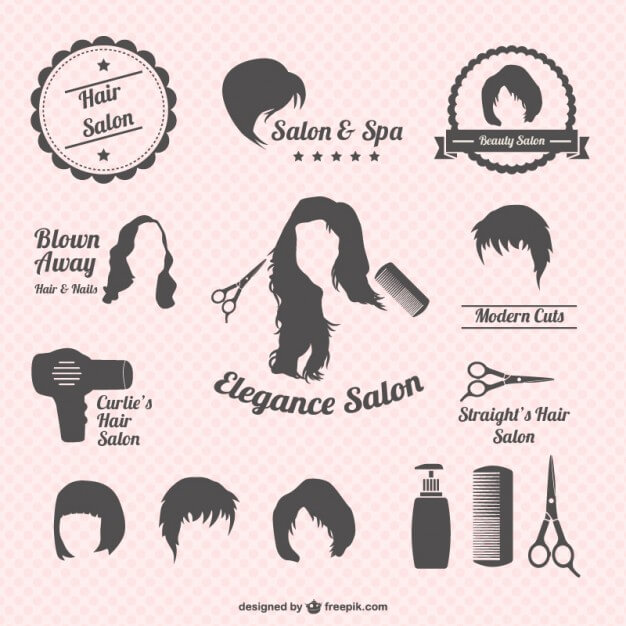 Hair
Salon
Salon & Spa
Beauty Salon
Blown
Away
Hair & Nails
Modern Cuts
Elegance Salon
Curlie's
Hair
Salon
Straight's Hair
Salon
designed by freepik.com